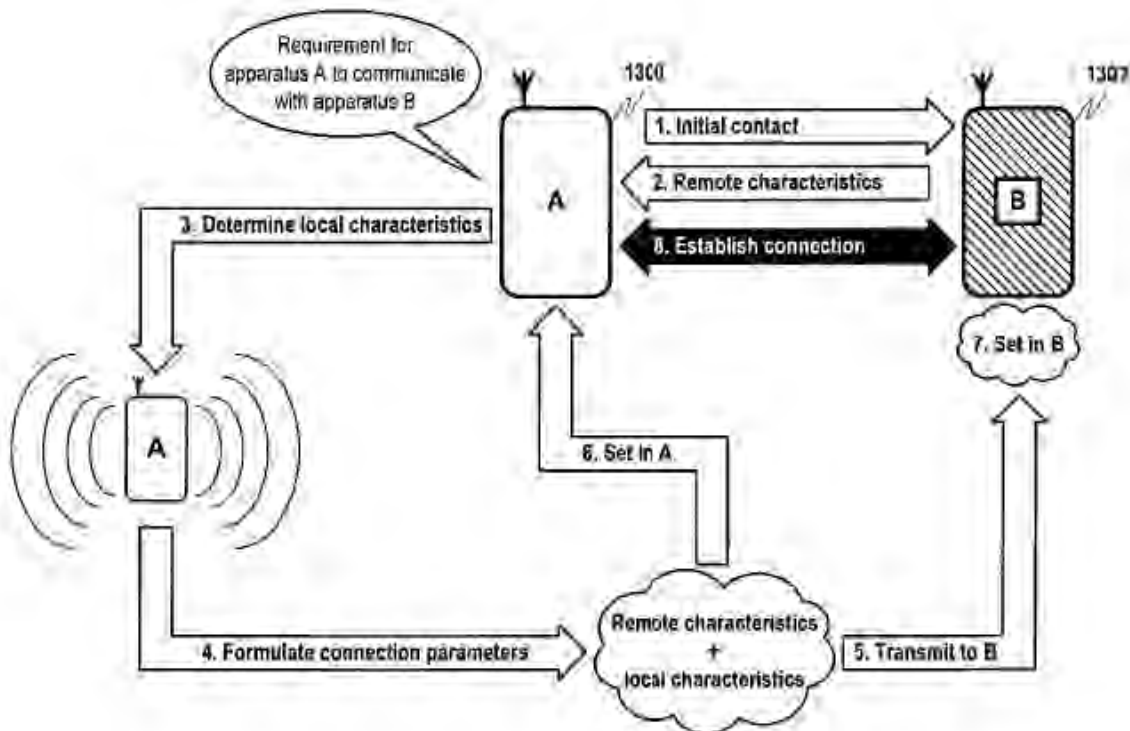 Requirement for
apparatus A to communicate
with apparatus B
1300
1302
1. Initial contact
2. Remote characteristics
8. Establish connection
A
B
3. Determine local characteristics
7. Set in B
A
6. Set in A
Remote characteristics
+
local characteristics
4. Formulate connection parameters
5. Transmit to B